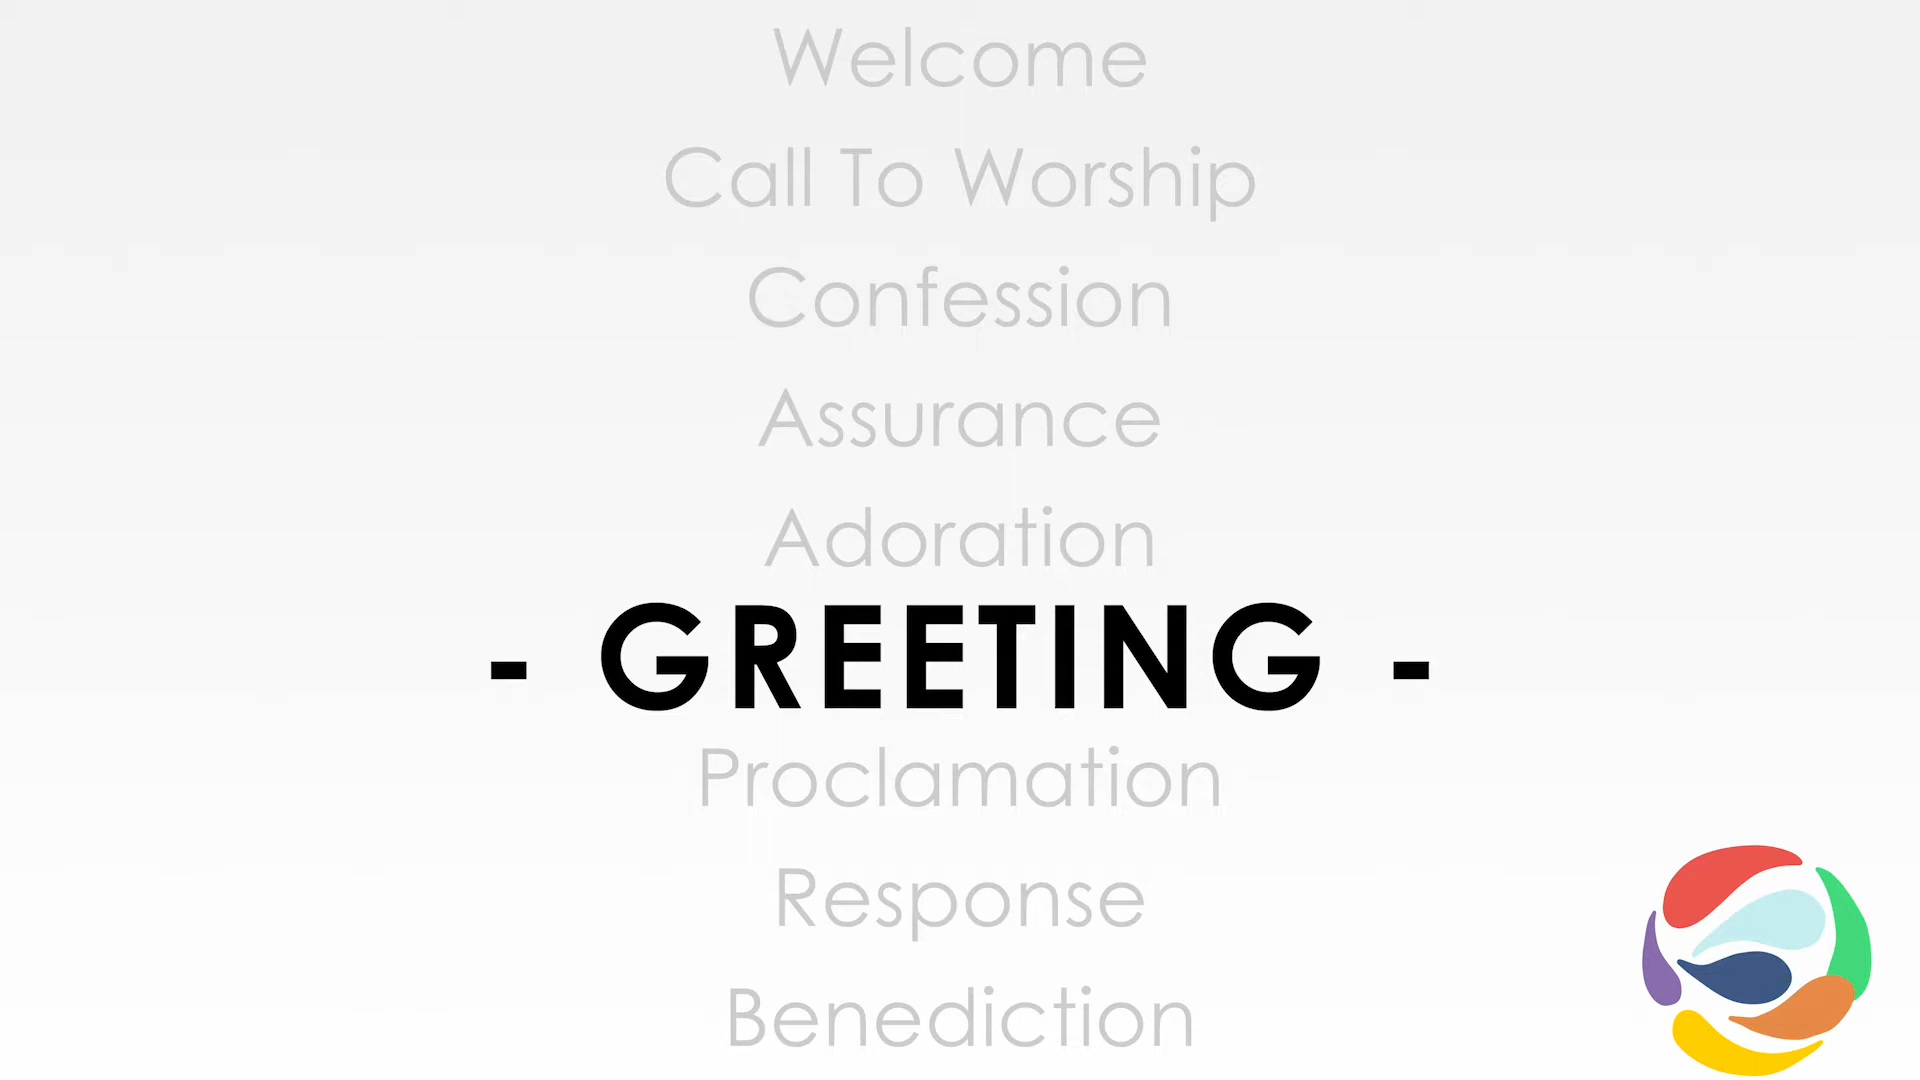 Welcome
Call To Worship
Confession
Assurance
Adoration
- GREETING -
Proclamation
Response
Benediction